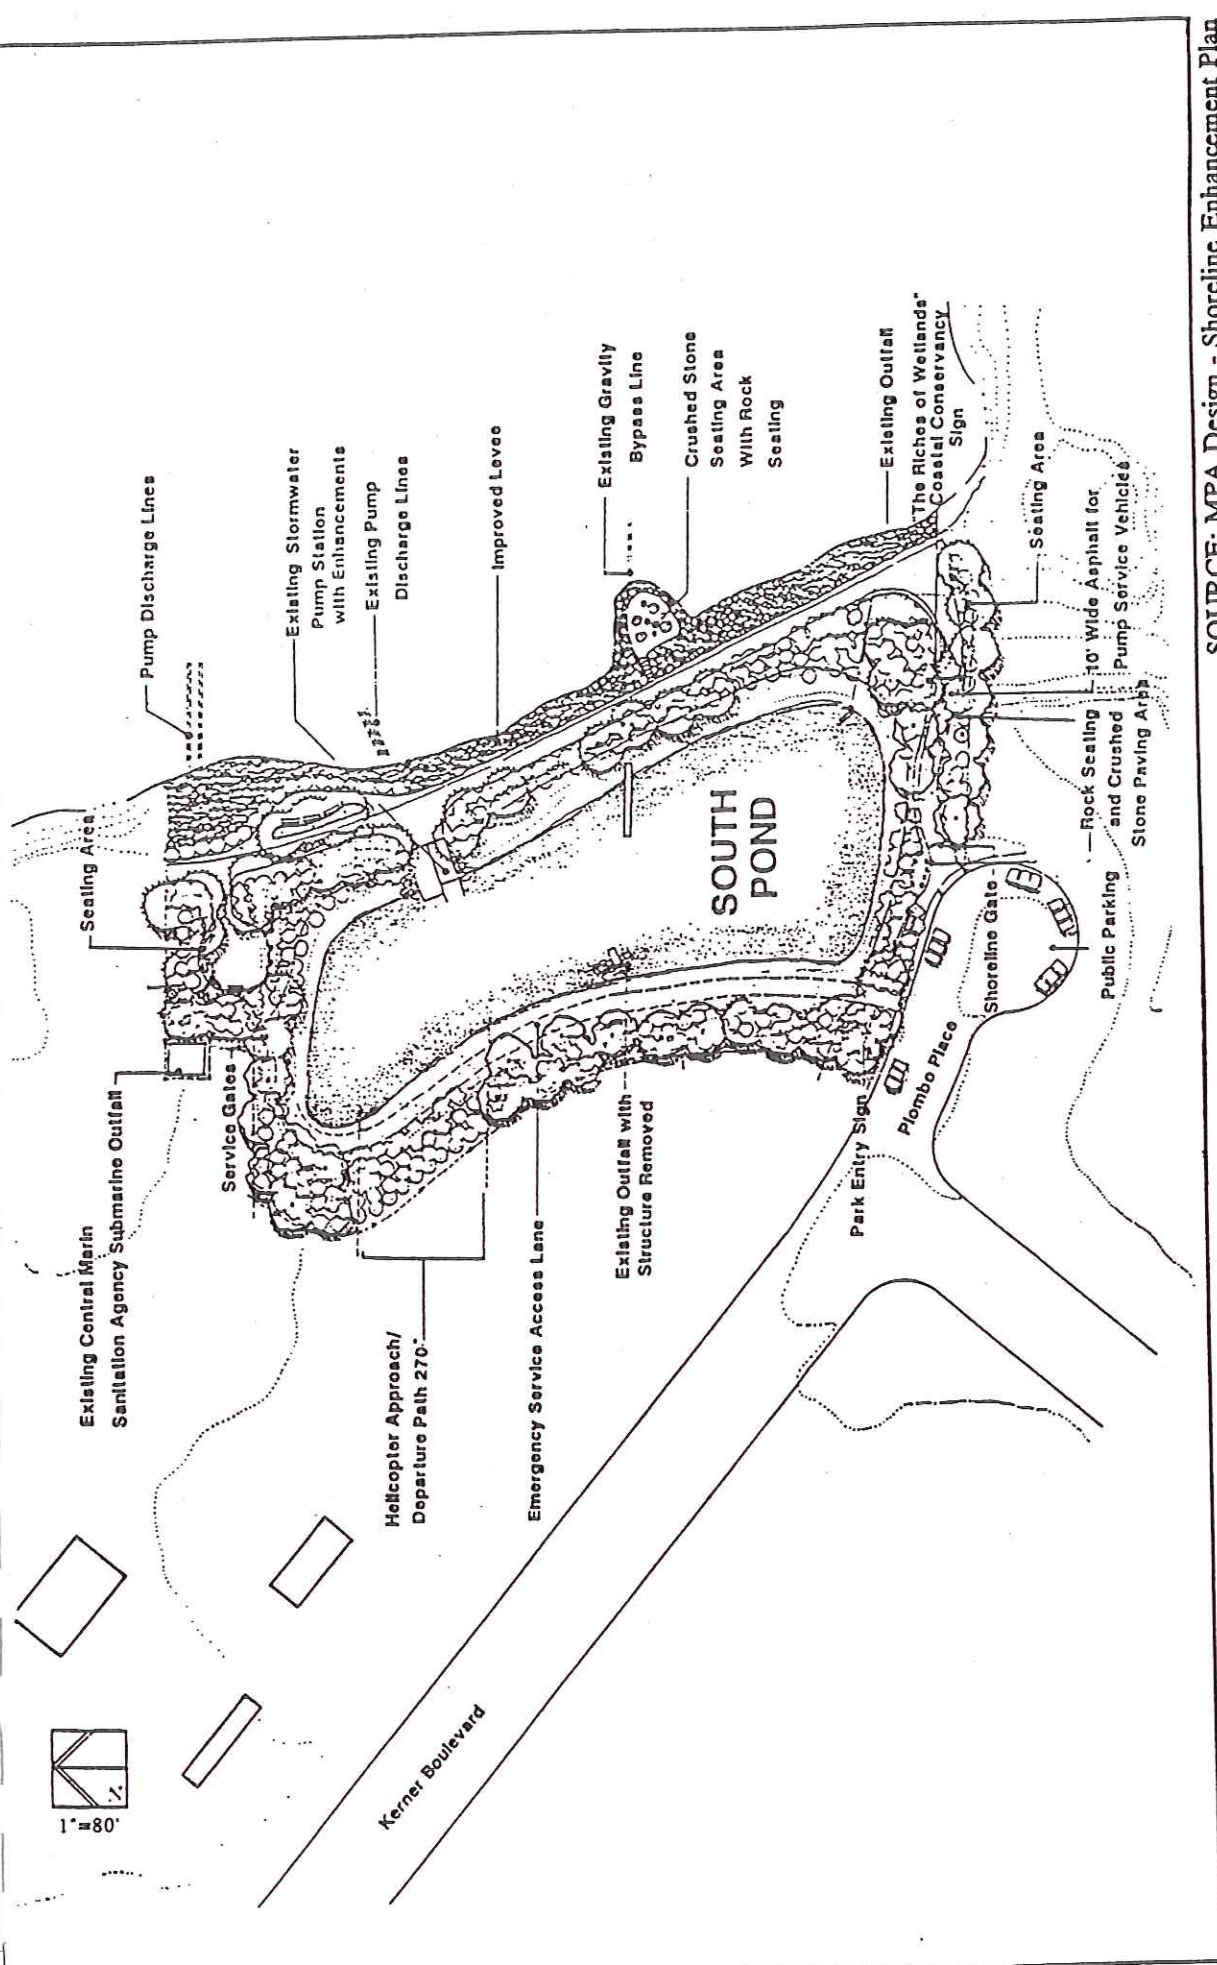 Pump Discharge Lines
Existing Stormwater
Pump Station
with Enhancements
Existing Pump
Discharge Lines
Improved Levee
Existing Gravity
Bypass Line
Crushed Stone
Seating Area
With Rock
Seating
Existing Outfall
"The Riches of Wetlands"
Coastal Conservancy
Sign
Seating Area
10' Wide Asphalt for
Pump Service Vehicles
Rock Seating
and Crushed
Stone Paving Area
Public Parking
Shoreline Gate
Seating Area
SOUTH
POND
Existing Central Marin
Sanitation Agency Submarine Outfall
Service Gates
Helicopter Approach/
Departure Path 270°
Emergency Service Access Lane
Existing Outfall with
Structure Removed
Park Entry Sign
Piombo Place
Kerner Boulevard
1"=80'
SOURCE: MPA Design - Shoreline Enhancement Plan